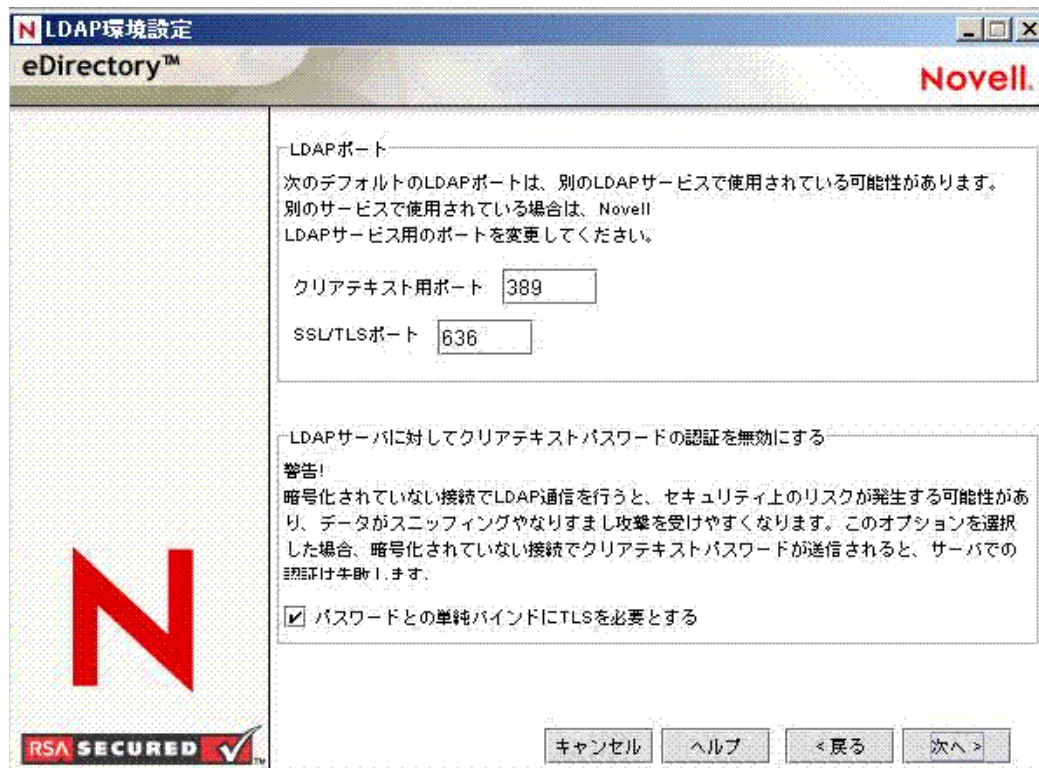 N LDAP環境設定
eDirectory™
Novell.
LDAPポート
次のデフォルトのLDAPポートは、別のLDAPサービスで使用されている可能性があります。
別のサービスで使用されている場合は、Novell
LDAPサービス用のポートを変更してください。
クリアテキスト用ポート 389
SSL/TLSポート 636
LDAPサーバに対してクリアテキストパスワードの認証を無効にする
警告!
暗号化されていない接続でLDAP通信を行うと、セキュリティ上のリスクが発生する可能性があ
り、データがスニッフィングやなりすまし攻撃を受けやすくなります。このオプションを選択
した場合、暗号化されていない接続でクリアテキストパスワードが送信されると、サーバでの
認証は失敗します。
パスワードとの単純バインドにTLSを必要とする
N
RSA SECURED TM
キャンセル ヘルプ <戻る 次へ>